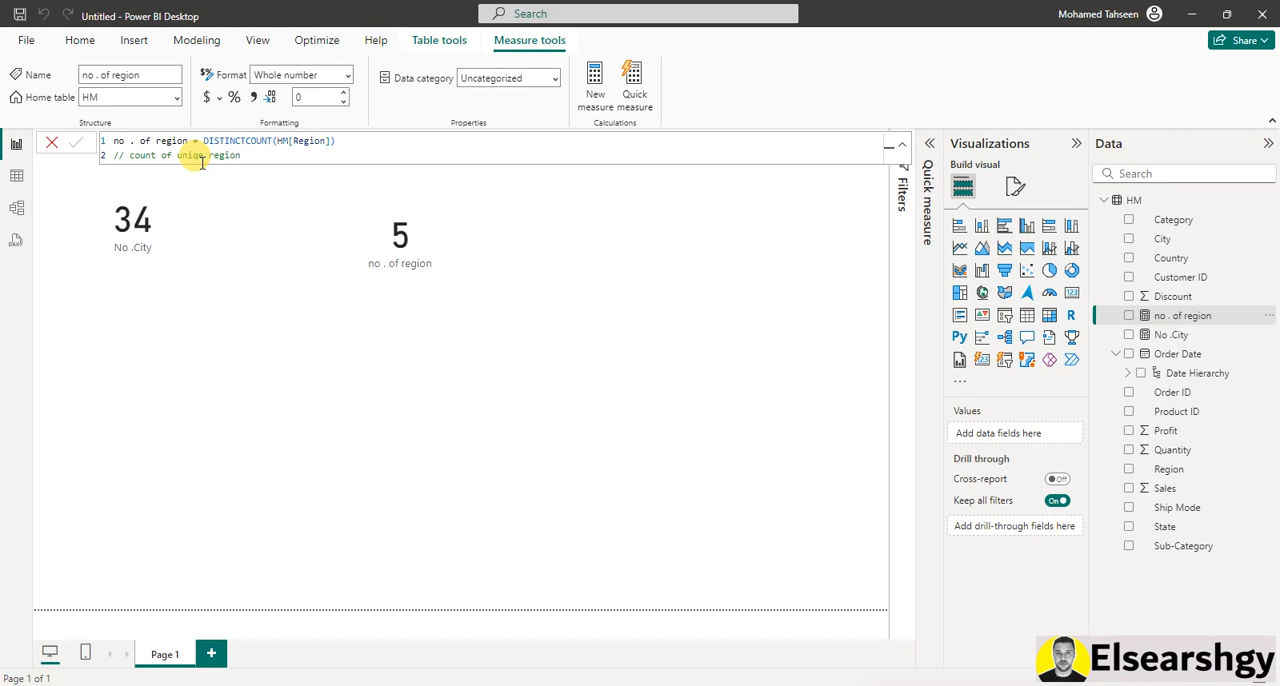 Untitled - Power BI Desktop
Search
Mohamed Tahseen
File
Home
Insert
Modeling
View
Optimize
Help
Table tools
Measure tools
Share
Name
no . of region
Home table
HM
Structure
Format
Whole number
$
%
0
Formatting
Data category
Uncategorized
Properties
New
measure
Quick
measure
Calculations
1 no . of region = DISTINCTCOUNT(HM[Region])
2 // count of uniqe region
34
No .City
5
no . of region
Filters
Quick measure
Visualizations
Build visual
123
R
Py
...
Values
Add data fields here
Drill through
Cross-report
Off
Keep all filters
On
Add drill-through fields here
Data
Search
HM
Category
City
Country
Customer ID
Discount
no . of region
...
No .City
Order Date
Date Hierarchy
Order ID
Product ID
Profit
Quantity
Region
Sales
Ship Mode
State
Sub-Category
Page 1
Page 1 of 1
Elsearshgy